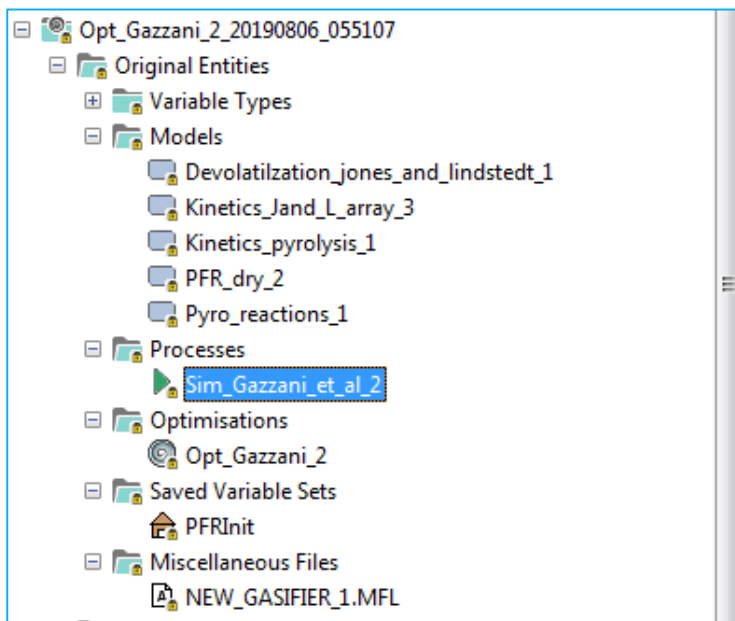 Opt_Gazzani_2_20190806_055107
Original Entities
Variable Types
Models
Devolatilzation_jones_and_lindstedt_1
Kinetics_Jand_L_array_3
Kinetics_pyrolysis_1
PFR_dry_2
Pyro_reactions_1
Processes
Sim_Gazzani_et_al_2
Optimisations
Opt_Gazzani_2
Saved Variable Sets
PFRInit
Miscellaneous Files
NEW_GASIFIER_1.MFL